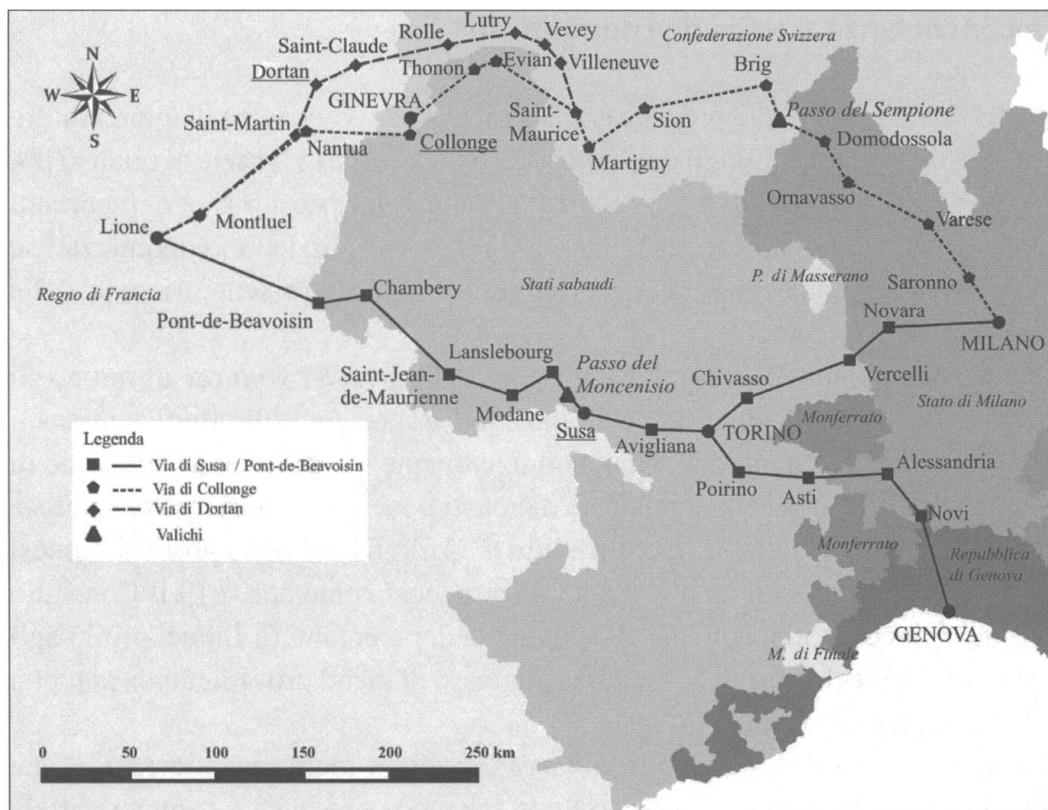 Lutry
Rolle
Vevey
Saint-Claude
Confederazione Svizzera
N
W
E
S
Dortan
Thonon
Evian
Villeneuve
Brig
GINEVRA
Saint-Martin
Saint-
Maurice
Sion
Passo del Sempione
Nantua
Collonge
Domodossola
Martigny
Ornavasso
Montluel
Lione
Varese
Saronno
Regno di Francia
Chambery
Stati sabaudi
P. di Masserano
Novara
Pont-de-Beavoisin
MILANO
Lanslebourg
Passo del
Moncenisio
Saint-Jean-
de-Maurienne
Chivasso
Vercelli
Modane
Stato di Milano
Susa
Monferrato
Avigliana
TORINO
Alessandria
Poirino
Asti
Legenda
Via di Susa / Pont-de-Beavoisin
Via di Collonge
Via di Dortan
Valichi
Novi
Monferrato
Repubblica
di Genova
GENOVA
M. di Finale
0 50 100 150 200 250 km